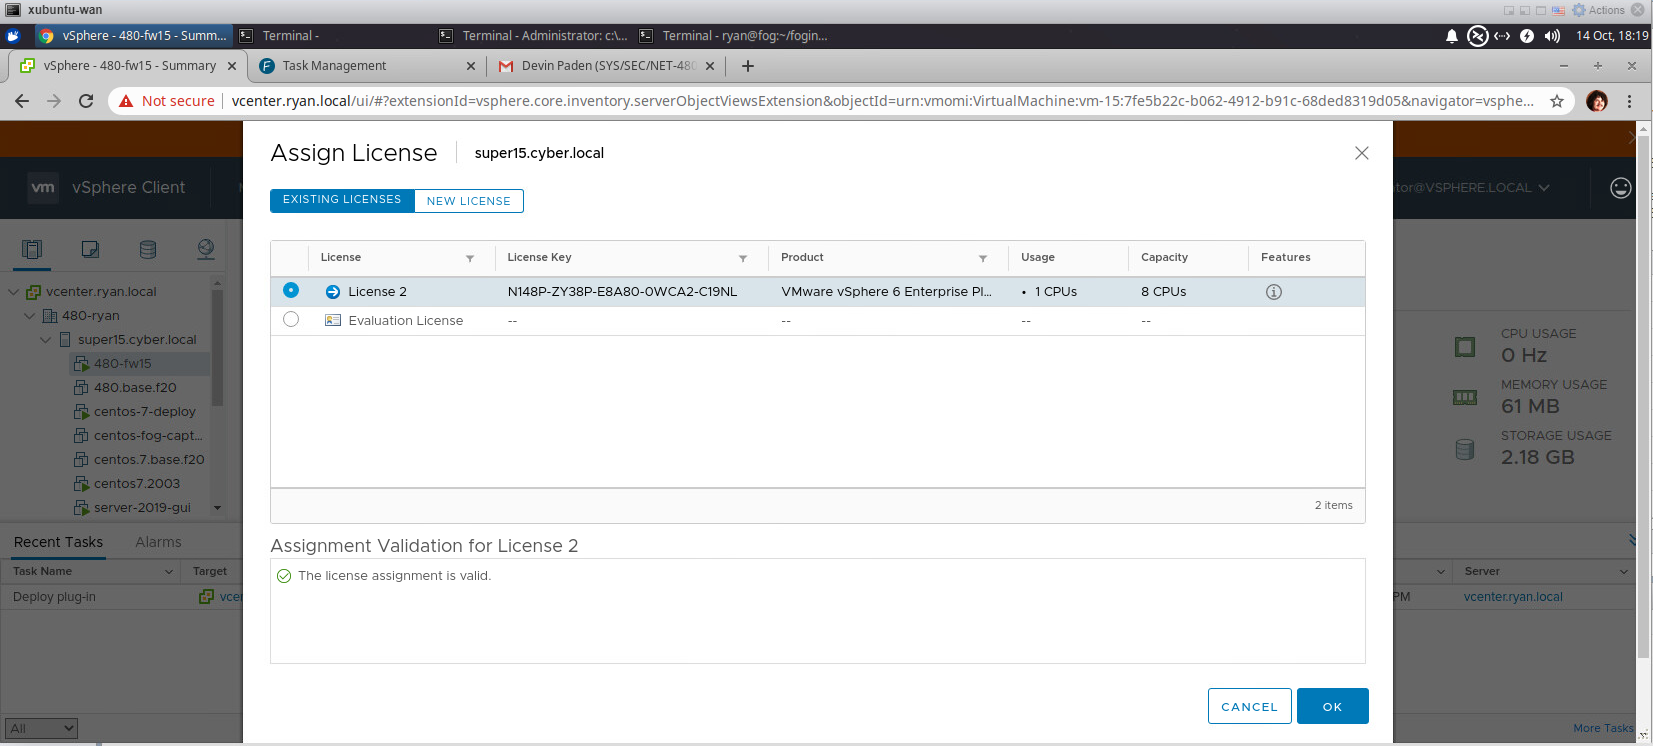 xubuntu-wan
Actions
vSphere - 480-fw15 - Summ...
Terminal -
Terminal - Administrator: c:\...
Terminal - ryan@fog:~/fogin...
14 Oct, 18:19
vSphere - 480-fw15 - Summary
Task Management
Devin Paden (SYS/SEC/NET-480
Not secure
vcenter.ryan.local/ui/#?extensionId=vsphere.core.inventory.serverObjectViewsExtension&objectId=urn:vmomi:VirtualMachine:vm-15:7fe5b22c-b062-4912-b91c-68ded8319d05&navigator=vsphe...
Assign License
super15.cyber.local
vm
vSphere Client
tor@VSPHERE.LOCAL
EXISTING LICENSES
NEW LICENSE
License
License Key
Product
Usage
Capacity
Features
License 2
N148P-ZY38P-E8A80-0WCA2-C19NL
VMware vSphere 6 Enterprise Pl...
• 1 CPUs
8 CPUs
Evaluation License
--
--
--
--
vcenter.ryan.local
480-ryan
super15.cyber.local
480-fw15
480.base.f20
centos-7-deploy
centos-fog-capt...
centos.7.base.f20
centos7.2003
server-2019-gui
CPU USAGE
0 Hz
MEMORY USAGE
61 MB
STORAGE USAGE
2.18 GB
2 items
Recent Tasks
Alarms
Task Name
Target
Server
Deploy plug-in
vcer
PM
vcenter.ryan.local
Assignment Validation for License 2
The license assignment is valid.
CANCEL
OK
All
More Tasks